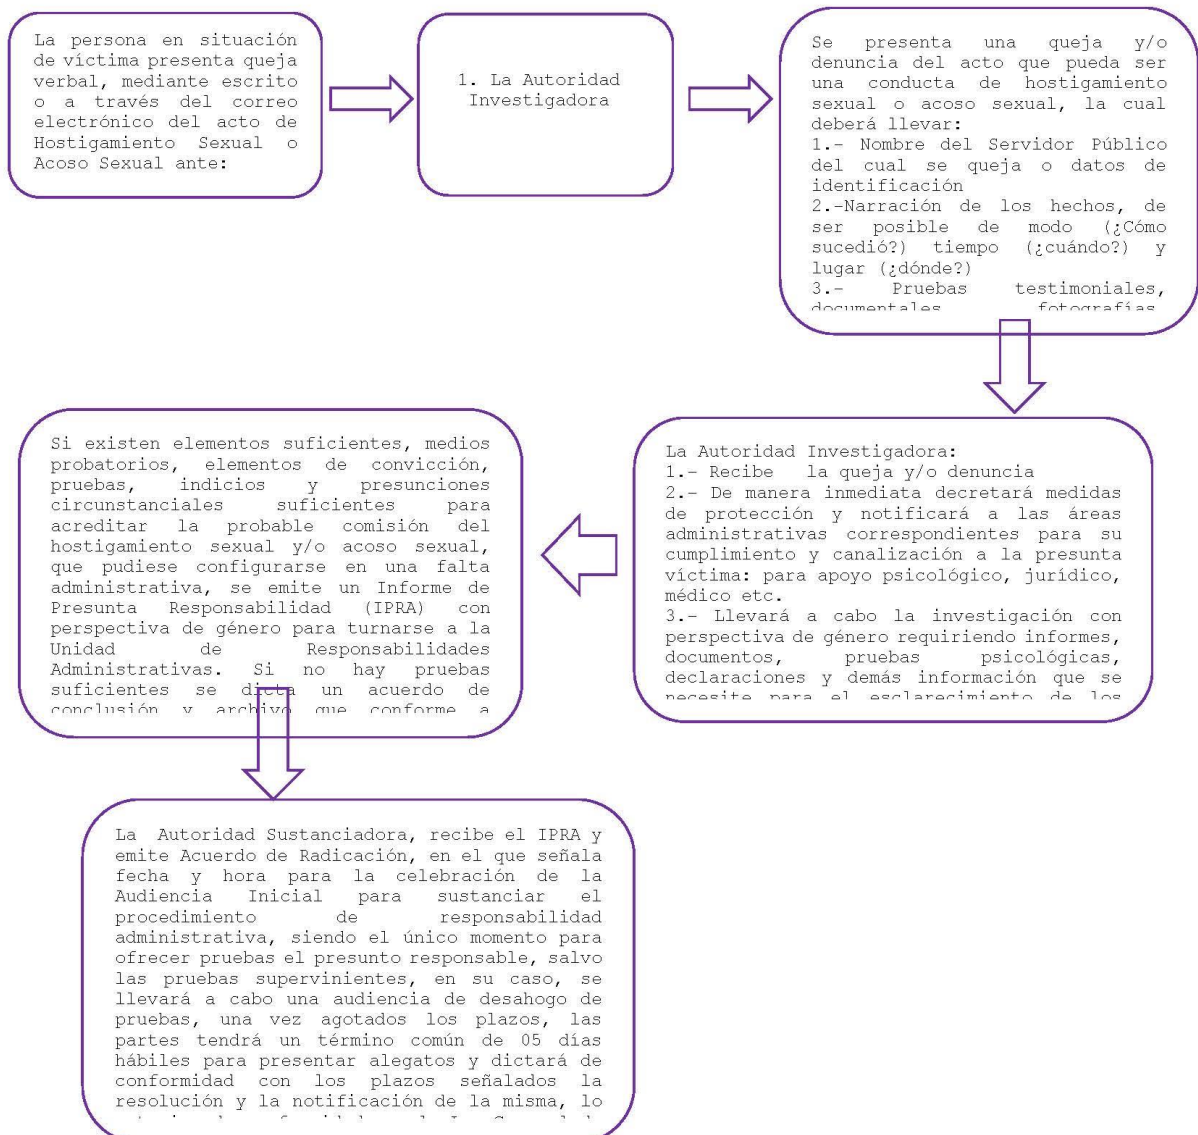 La persona en situación
de víctima presenta queja
verbal, mediante escrito
o a través del correo
electrónico del acto de
Hostigamiento Sexual o
Acoso Sexual ante:
1. La Autoridad
Investigadora
Se presenta una queja y/o
denuncia del acto que pueda ser
una conducta de hostigamiento
sexual o acoso sexual, la cual
deberá llevar:
1.- Nombre del Servidor Público
del cual se queja o datos de
identificación
2.-Narración de los hechos, de
ser posible de modo (¿Cómo
sucedió?) tiempo (¿cuándo?) y
lugar (¿dónde?)
3.- Pruebas testimoniales,
documentales fotografías,
La Autoridad Investigadora:
1.- Recibe la queja y/o denuncia
2.- De manera inmediata decretará medidas
de protección y notificará a las áreas
administrativas correspondientes para su
cumplimiento y canalización a la presunta
víctima: para apoyo psicológico, jurídico,
médico etc.
3.- Llevará a cabo la investigación con
perspectiva de género requiriendo informes,
documentos, pruebas psicológicas,
declaraciones y demás información que se
necesite para el esclarecimiento de los
Si existen elementos suficientes, medios
probatorios, elementos de convicción,
pruebas, indicios y presunciones
circunstanciales suficientes para
acreditar la probable comisión del
hostigamiento sexual y/o acoso sexual,
que pudiese configurarse en una falta
administrativa, se emite un Informe de
Presunta Responsabilidad (IPRA) con
perspectiva de género para turnarse a la
Unidad de Responsabilidades
Administrativas. Si no hay pruebas
suficientes se dicta un acuerdo de
conclusión y archivo que conforme a
La Autoridad Sustanciadora, recibe el IPRA y
emite Acuerdo de Radicación, en el que señala
fecha y hora para la celebración de la
Audiencia Inicial para sustanciar el
procedimiento de responsabilidad
administrativa, siendo el único momento para
ofrecer pruebas el presunto responsable, salvo
las pruebas supervinientes, en su caso, se
llevará a cabo una audiencia de desahogo de
pruebas, una vez agotados los plazos, las
partes tendrá un término común de 05 días
hábiles para presentar alegatos y dictará de
conformidad con los plazos señalados la
resolución y la notificación de la misma, lo